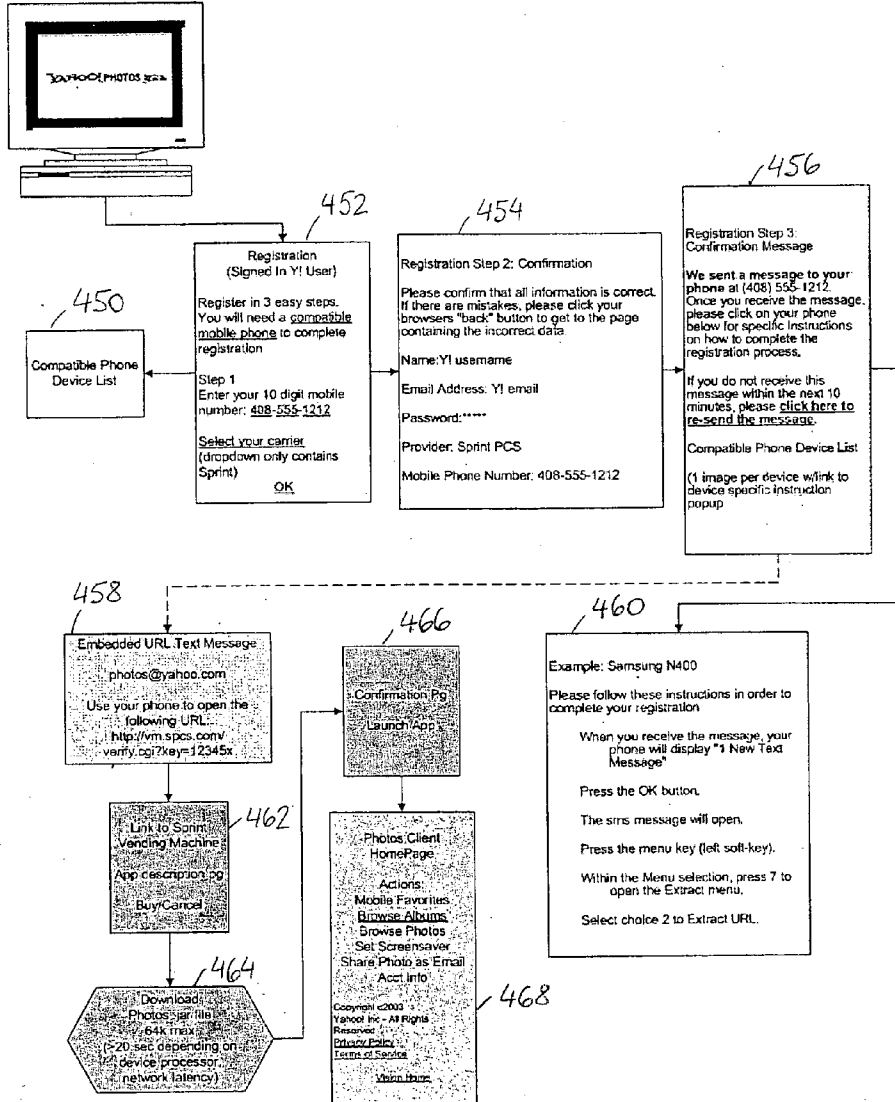 YAHOO! PHOTOS
452
Registration
(Signed In Y! User)
Register in 3 easy steps.
You will need a compatible
mobile phone to complete
registration
Step 1
Enter your 10 digit mobile
number: 408-555-1212
Select your carrier
(dropdown only contains
Sprint)
OK
450
Compatible Phone
Device List
454
Registration Step 2: Confirmation
Please confirm that all information is correct.
If there are mistakes, please click your
browsers "back" button to get to the page
containing the incorrect data.
Name:Y! username
Email Address: Y! email
Password:*****
Provider: Sprint PCS
Mobile Phone Number: 408-555-1212
456
Registration Step 3:
Confirmation Message
We sent a message to your
phone at (408) 555-1212.
Once you receive the message,
please click on your phone
below for specific instructions
on how to complete the
registration process.
If you do not receive this
message within the next 10
minutes, please click here to
re-send the message.
Compatible Phone Device List
(1 image per device w/link to
device specific instruction
popup
458
Embedded URL Text Message
photos@yahoo.com
Use your phone to open the
following URL:
http://vm.spcs.com/
verify.cgi?key=12345x
462
Link to Sprint
Vending Machine
App description pg
Buy/Cancel
464
Download
Photos .jar file
64k max
(>20 sec depending on
device processor,
network latency)
466
Confirmation Pg
Launch App
468
Photos Client
HomePage
Actions:
Mobile Favorites
Browse Albums
Browse Photos
Set Screensaver
Share Photo as Email
Acct Info
Copyright c2003
Yahoo! Inc - All Rights
Reserved
Privacy Policy
Terms of Service
Vision Home
460
Example: Samsung N400
Please follow these instructions in order to
complete your registration
When you receive the message, your
phone will display "1 New Text
Message"
Press the OK button.
The sms message will open.
Press the menu key (left soft-key).
Within the Menu selection, press 7 to
open the Extract menu.
Select choice 2 to Extract URL.